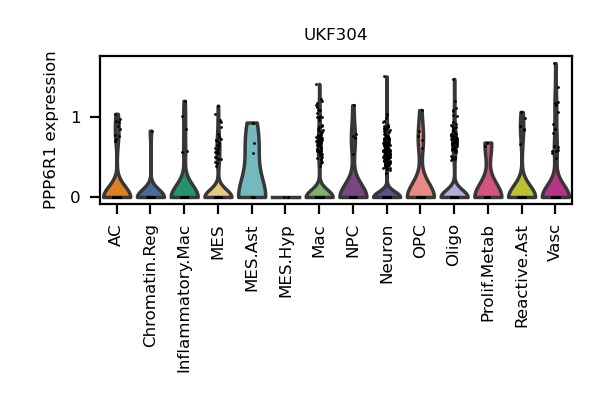 UKF304
PPP6R1 expression
1
0
AC
Chromatin.Reg
Inflammatory.Mac
MES
MES.Ast
MES.Hyp
Mac
NPC
Neuron
OPC
Oligo
Prolif.Metab
Reactive.Ast
Vasc